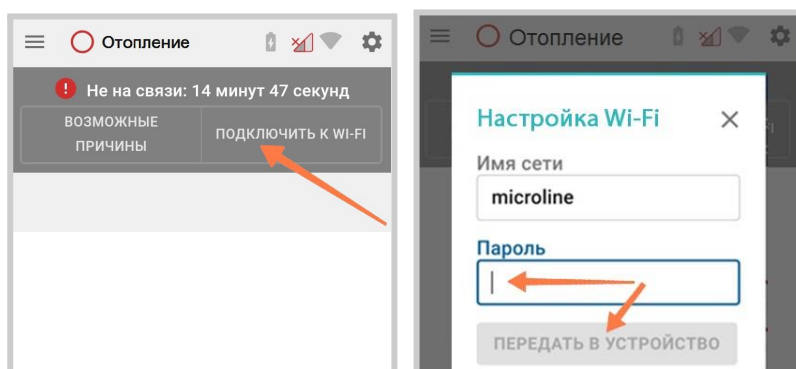 Отопление
Не на связи: 14 минут 47 секунд
ВОЗМОЖНЫЕ
ПРИЧИНЫ
ПОДКЛЮЧИТЬ К WI-FI
Отопление
Настройка Wi-Fi
Имя сети
microline
Пароль
ПЕРЕДАТЬ В УСТРОЙСТВО